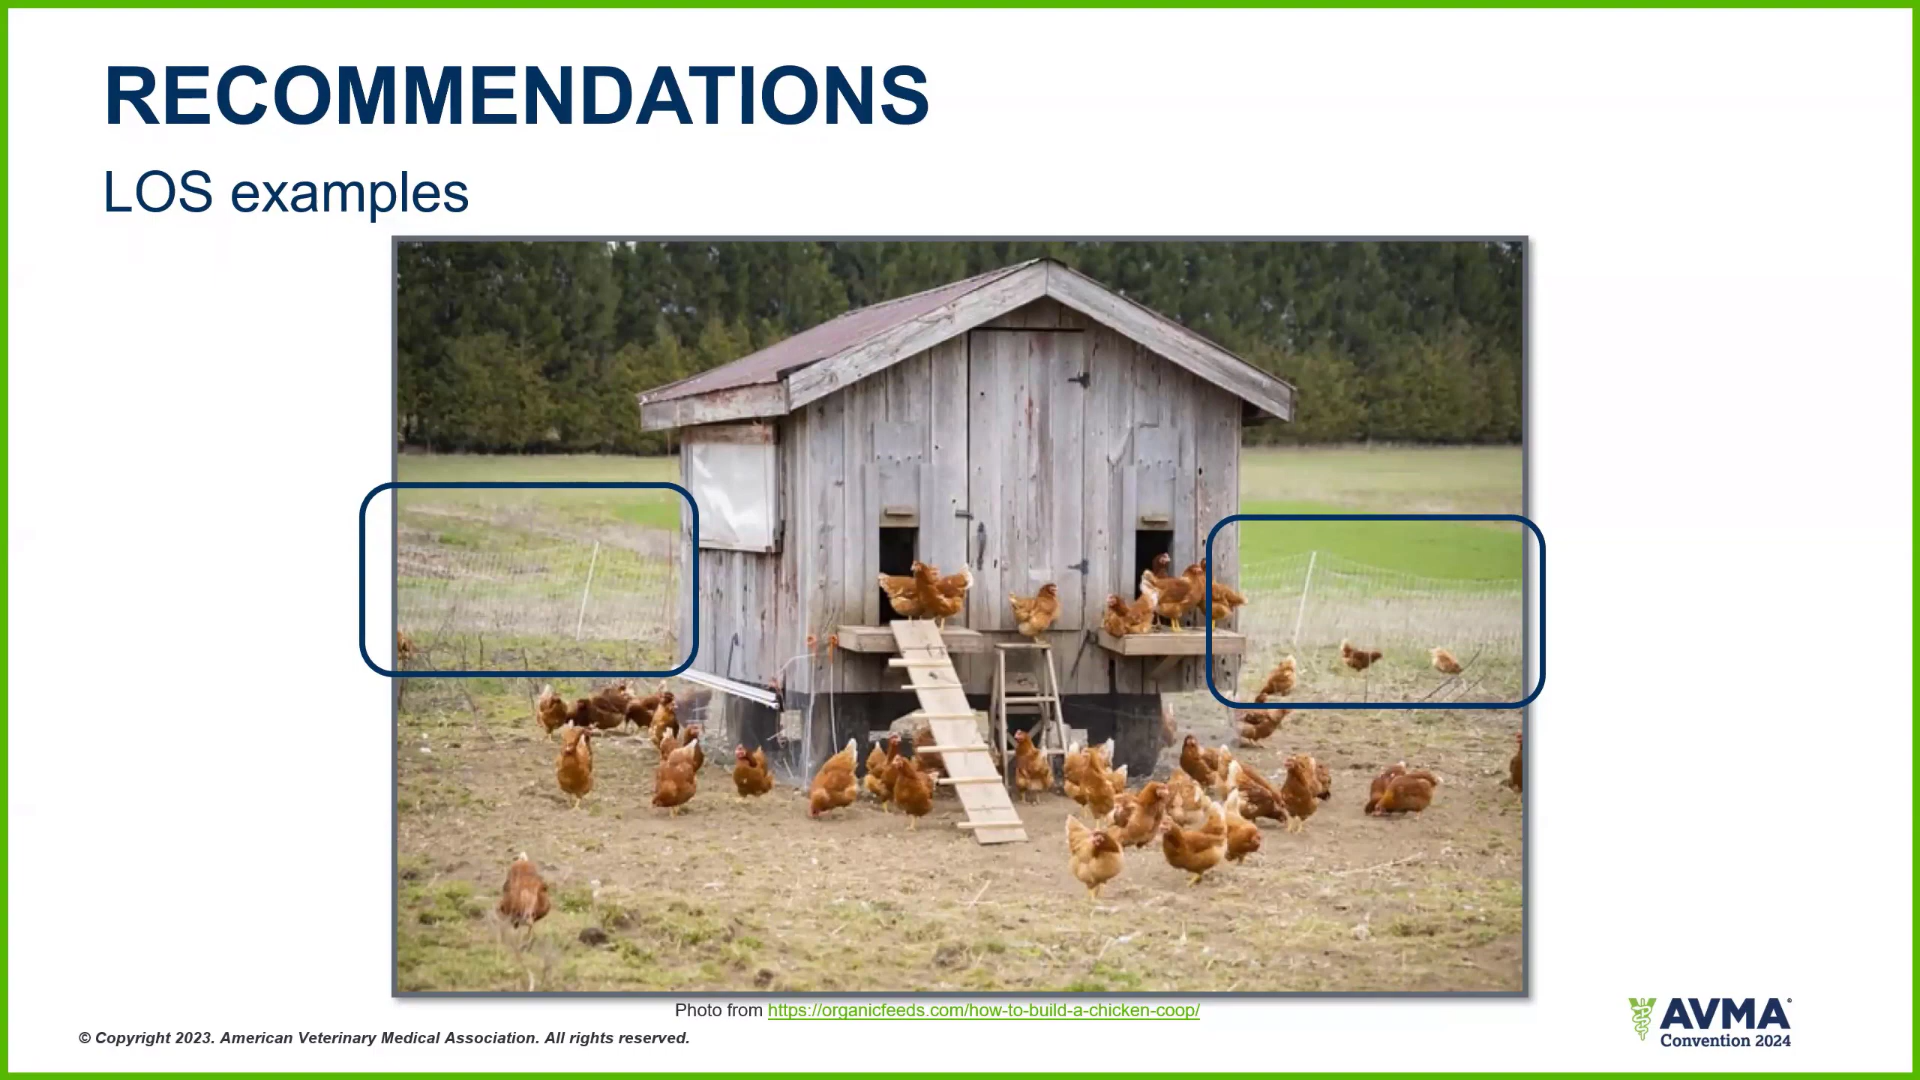 RECOMMENDATIONS
LOS examples
Photo from https://organicfeeds.com/how-to-build-a-chicken-coop/
© Copyright 2023. American Veterinary Medical Association. All rights reserved.
AVMA®
Convention 2024